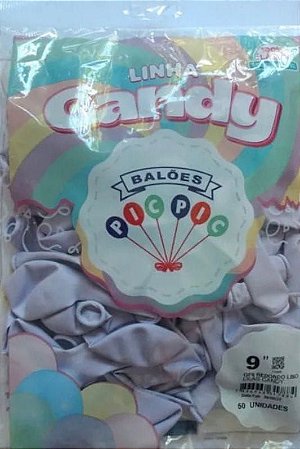 LINHA
Candy
BALÕES
PIC PIC
9"
50 UNIDADES